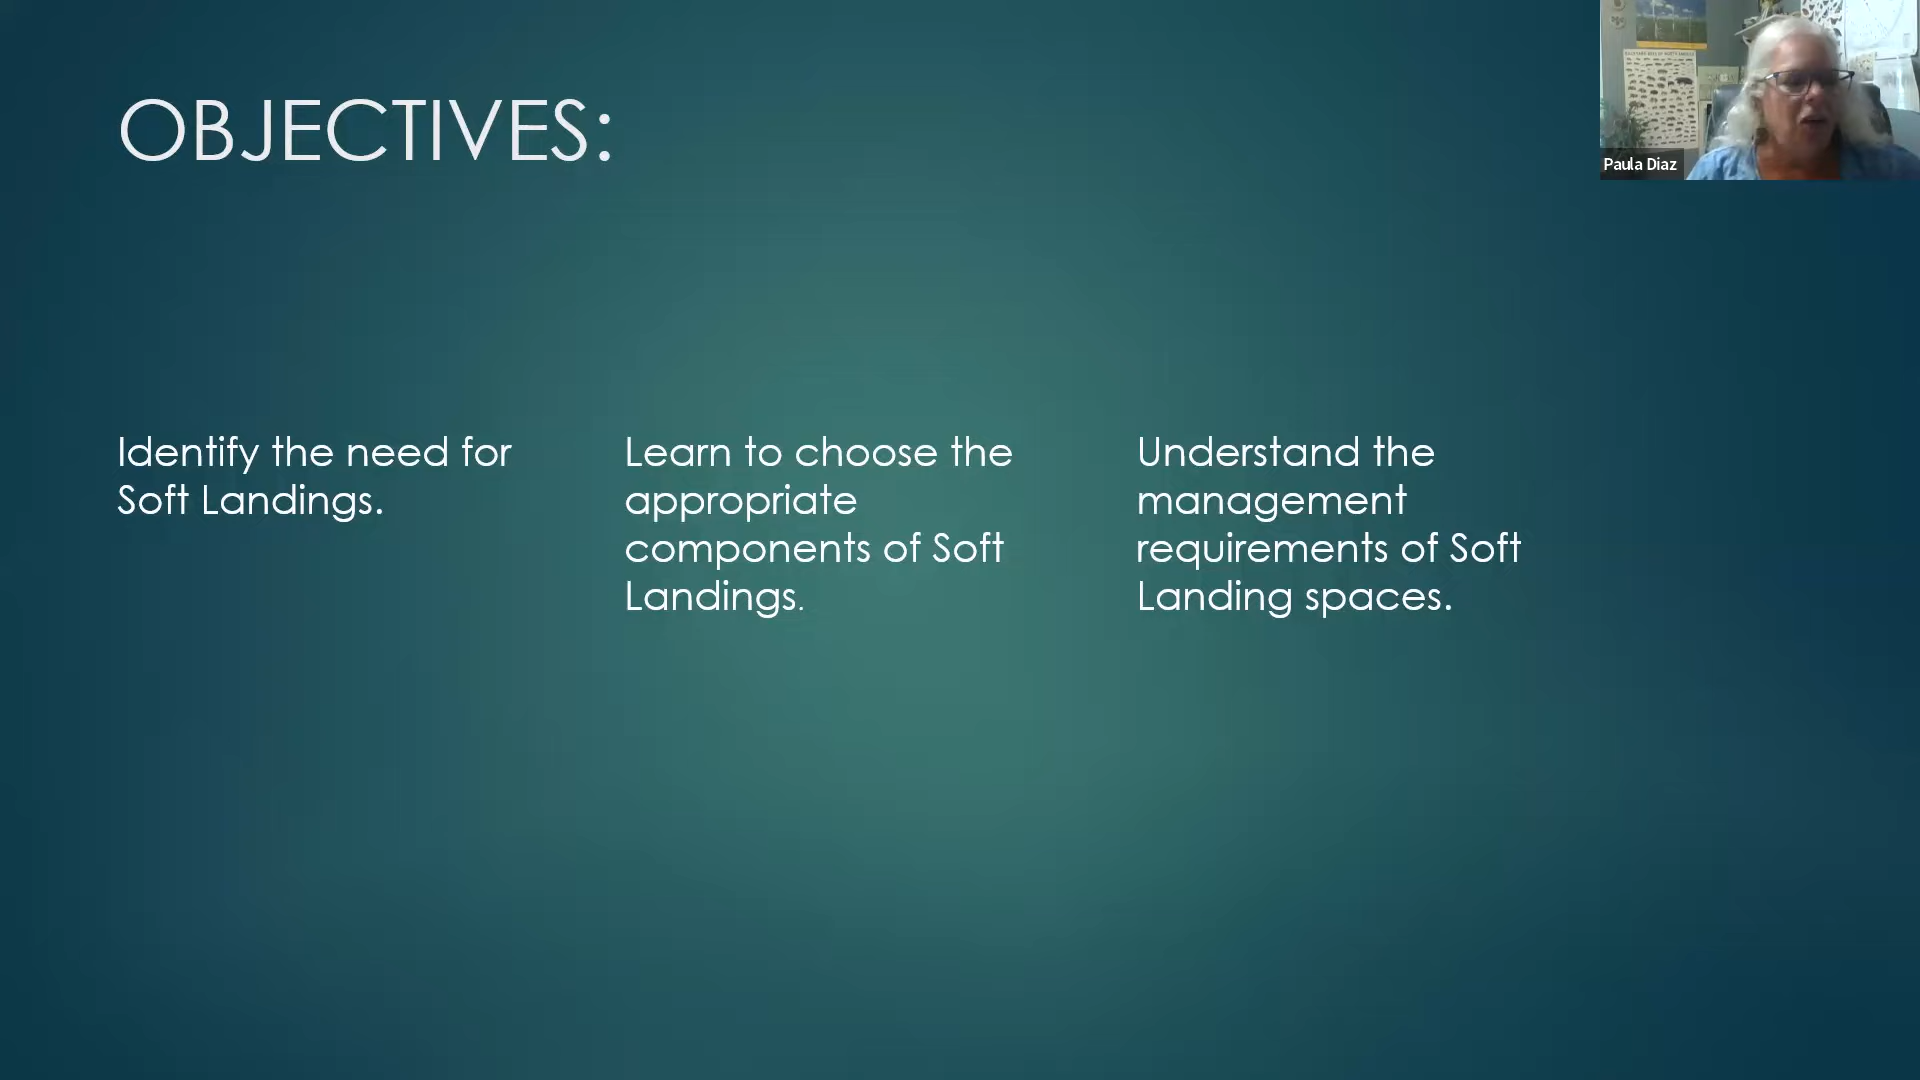 OBJECTIVES:
Identify the need for
Soft Landings.
Learn to choose the
appropriate
components of Soft
Landings.
Understand the
management
requirements of Soft
Landing spaces.
Paula Diaz